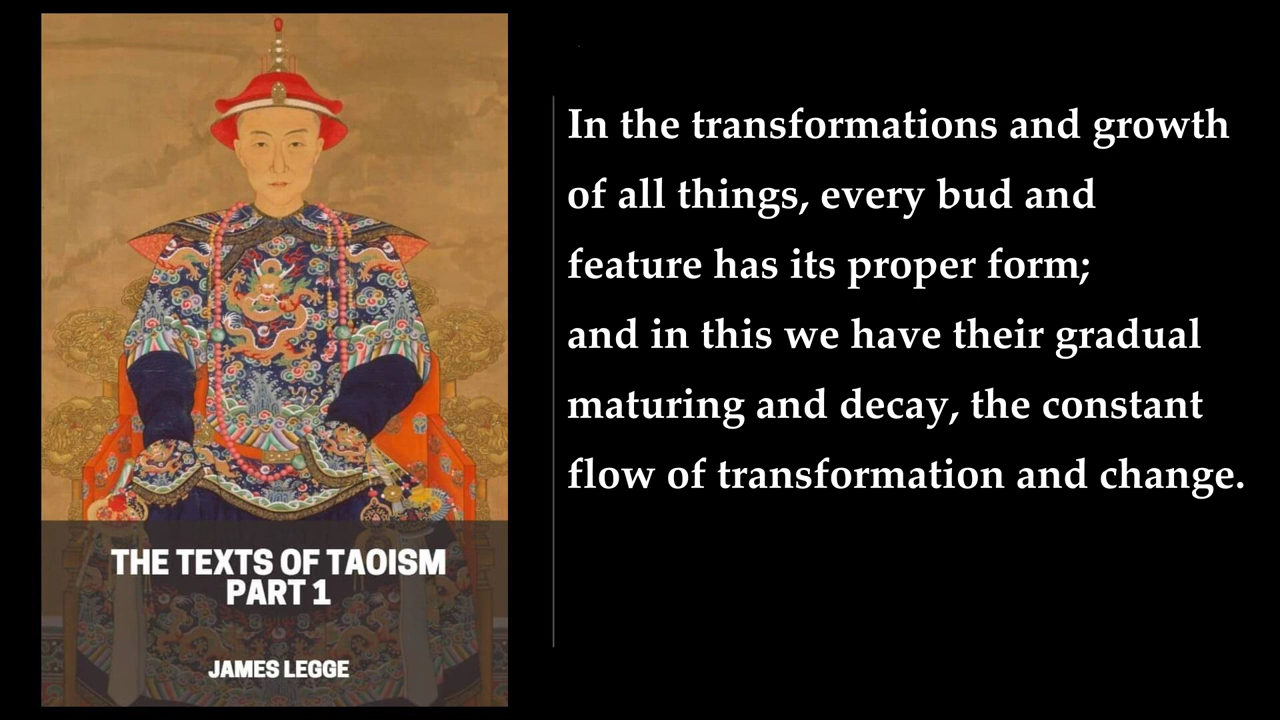 THE TEXTS OF TAOISM
PART 1
JAMES LEGGE
In the transformations and growth
of all things, every bud and
feature has its proper form;
and in this we have their gradual
maturing and decay, the constant
flow of transformation and change.